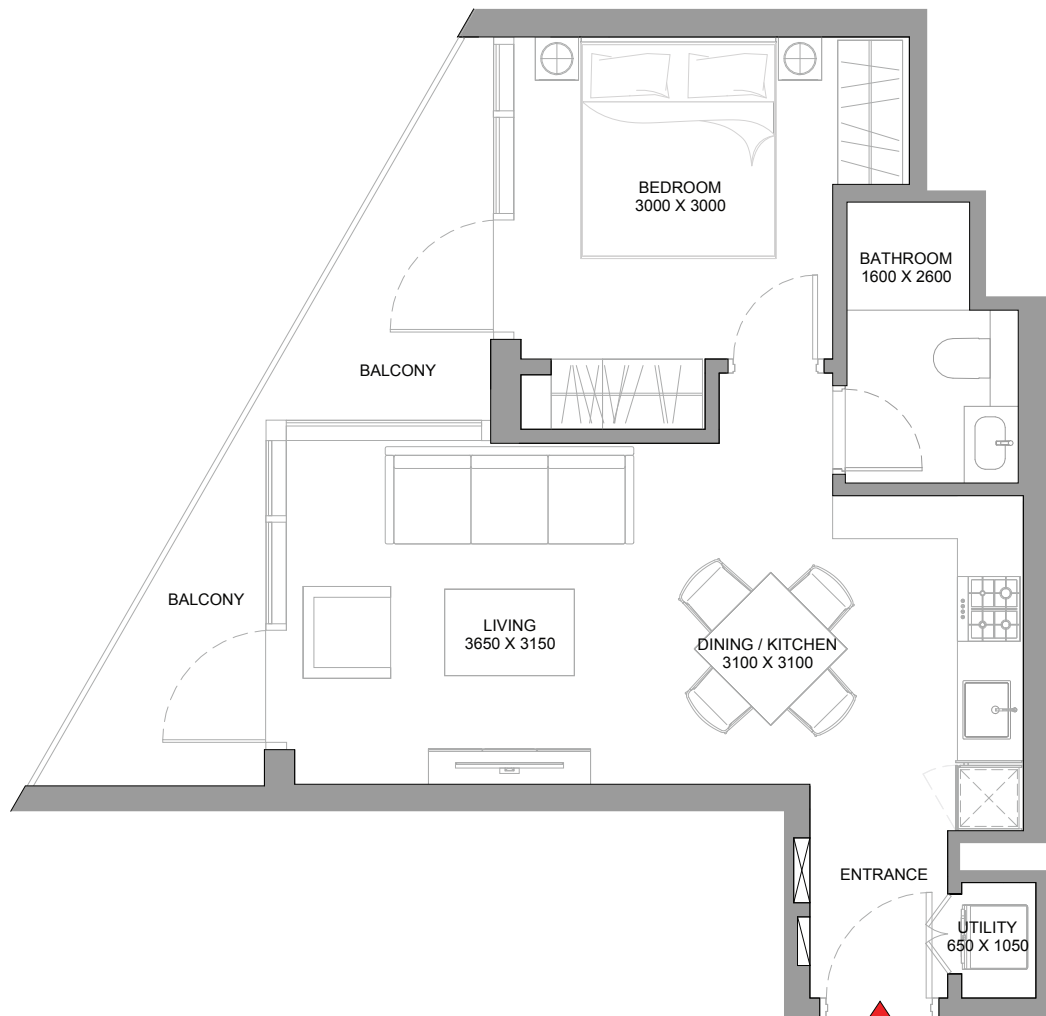 BEDROOM
3000 X 3000
BATHROOM
1600 X 2600
BALCONY
BALCONY
LIVING
3650 X 3150
DINING / KITCHEN
3100 X 3100
ENTRANCE
UTILITY
650 X 1050